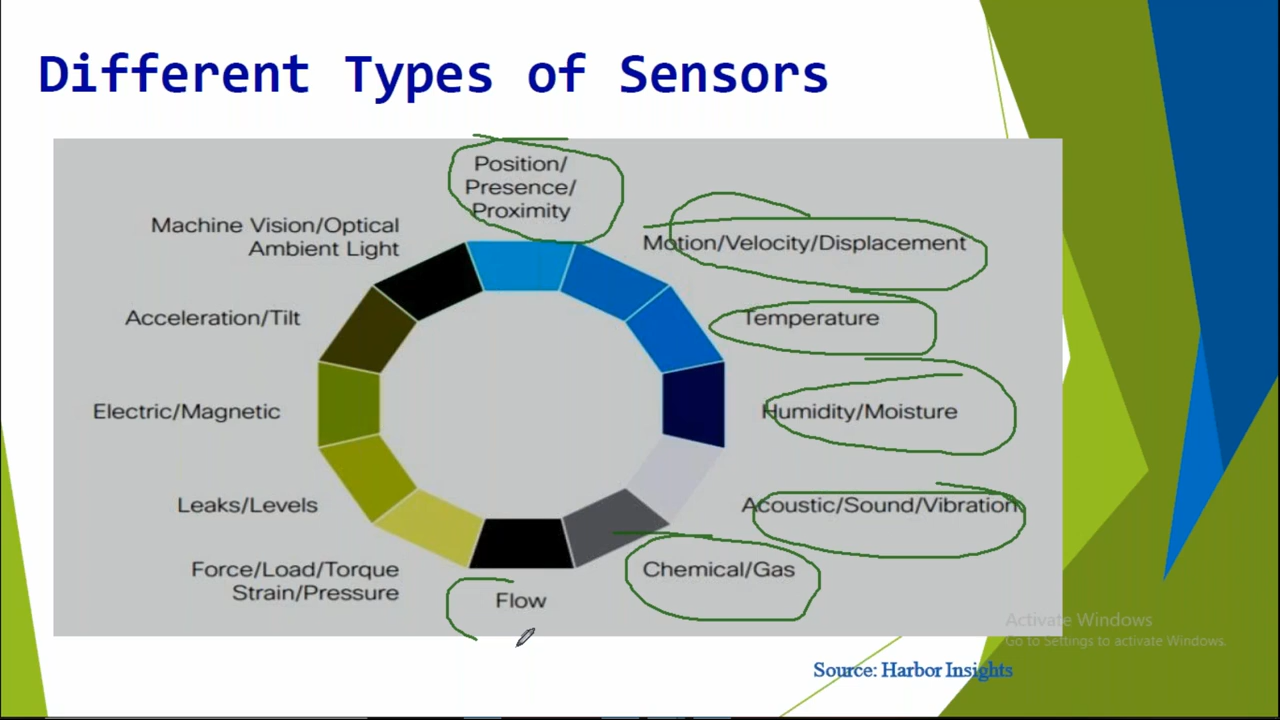 Different Types of Sensors
Position/
Presence/
Proximity
Machine Vision/Optical
Ambient Light
Motion/Velocity/Displacement
Acceleration/Tilt
Temperature
Electric/Magnetic
Humidity/Moisture
Leaks/Levels
Acoustic/Sound/Vibration
Force/Load/Torque
Strain/Pressure
Chemical/Gas
Flow
Activate Windows
Go to Settings to activate Windows.
Source: Harbor Insights